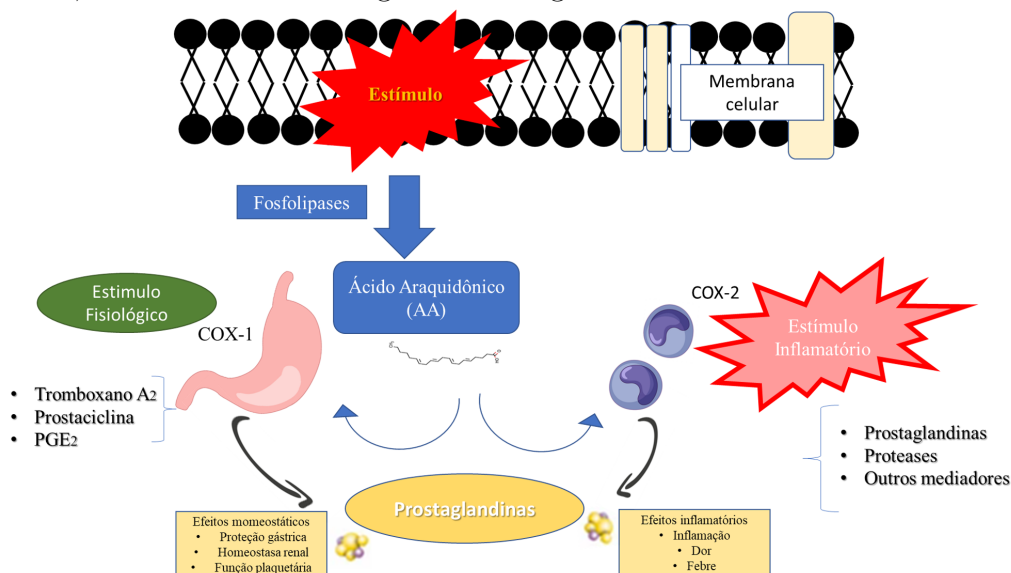 Estímulo
Membrana
celular
Fosfolipases
Ácido Araquidônico
(AA)
Estimulo
Fisiológico
COX-1
COX-2
Estímulo
Inflamatório
• Tromboxano A2
• Prostaciclina
• PGE2
• Prostaglandinas
• Proteases
• Outros mediadores
Prostaglandinas
Efeitos momeostáticos
• Proteção gástrica
• Homeostasa renal
• Função plaquetária
Efeitos inflamatórios
• Inflamação
• Dor
• Febre